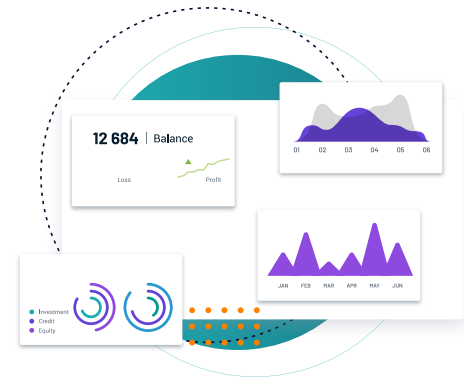 12 684 | Balance
Loss
Profit
01 02 03 04 05 06
JAN FEB MAR APR MAY JUN
Investment
Credit
Equity